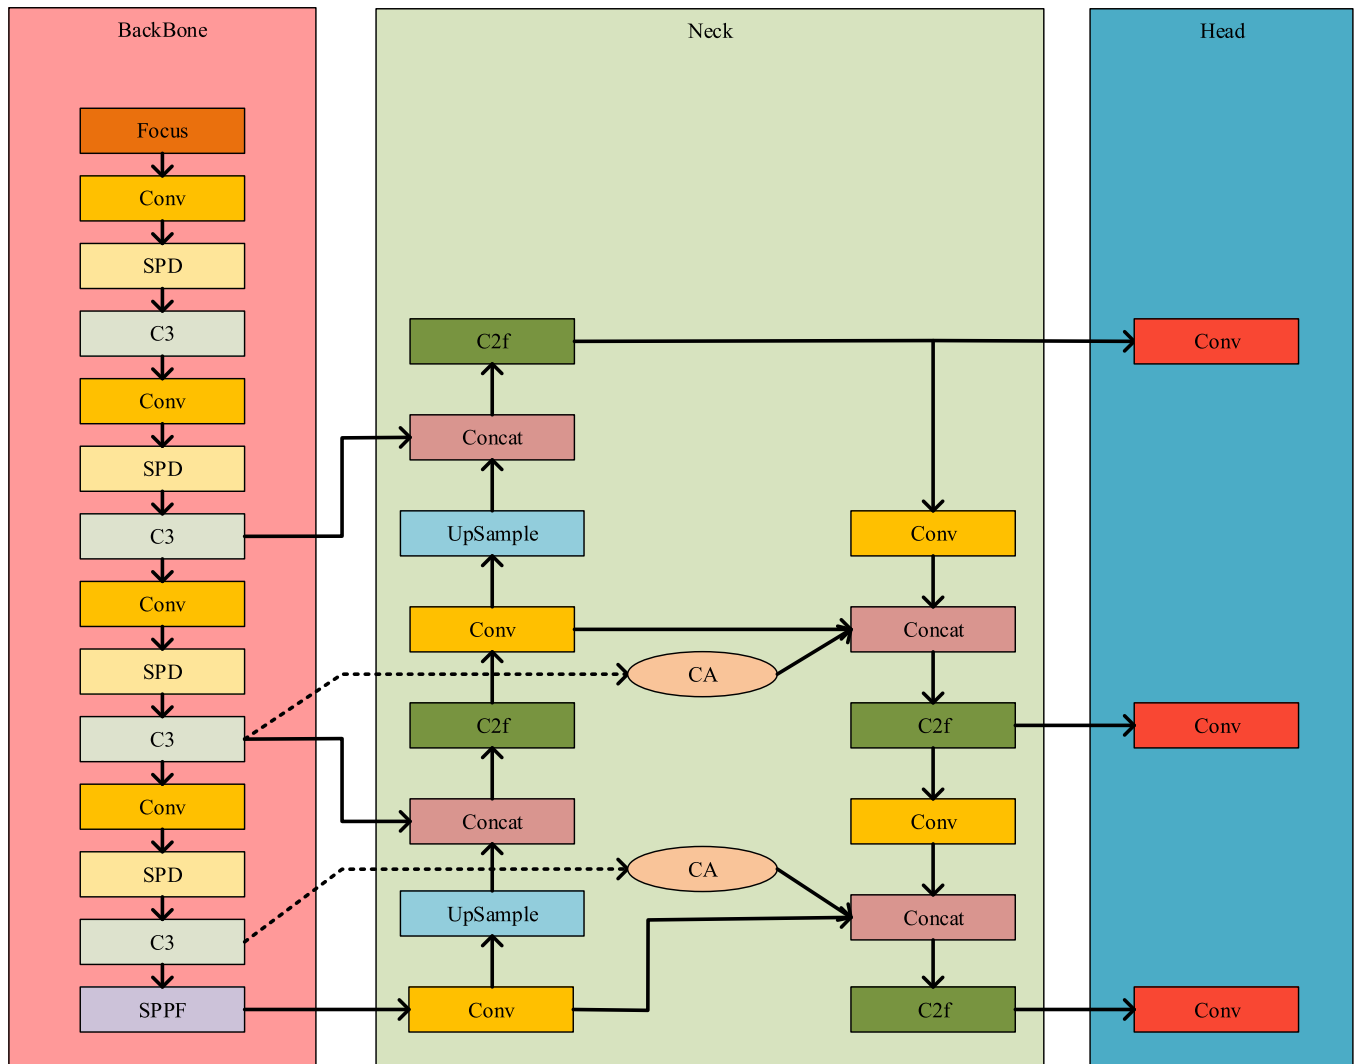 BackBone
Neck
Head
Focus
Conv
SPD
C3
Conv
SPD
C3
Conv
SPD
C3
Conv
SPD
C3
SPPF
C2f
Concat
UpSample
Conv
C2f
Concat
UpSample
Conv
CA
CA
Conv
Concat
C2f
Conv
Concat
C2f
Conv
Conv
Conv